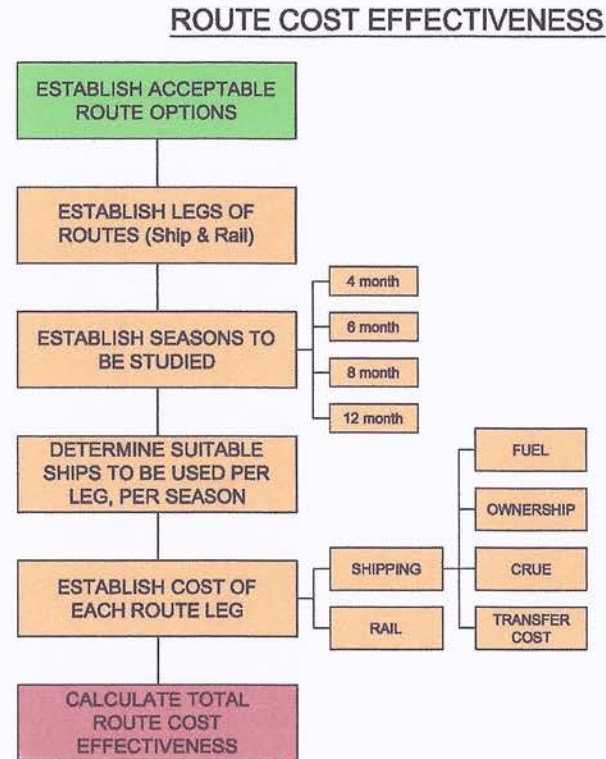 ROUTE COST EFFECTIVENESS
ESTABLISH ACCEPTABLE
ROUTE OPTIONS
ESTABLISH LEGS OF
ROUTES (Ship & Rail)
ESTABLISH SEASONS TO
BE STUDIED
4 month
6 month
8 month
12 month
DETERMINE SUITABLE
SHIPS TO BE USED PER
LEG, PER SEASON
ESTABLISH COST OF
EACH ROUTE LEG
SHIPPING
RAIL
FUEL
OWNERSHIP
CRUE
TRANSFER
COST
CALCULATE TOTAL
ROUTE COST
EFFECTIVENESS